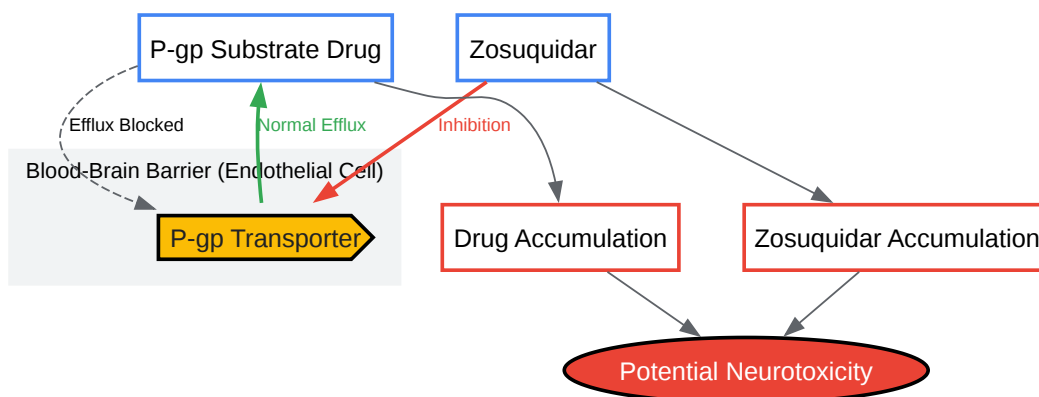 P-gp Substrate Drug
Zosuquidar
Efflux Blocked
Normal Efflux
Inhibition
Blood-Brain Barrier (Endothelial Cell)
P-gp Transporter
Drug Accumulation
Zosuquidar Accumulation
Potential Neurotoxicity